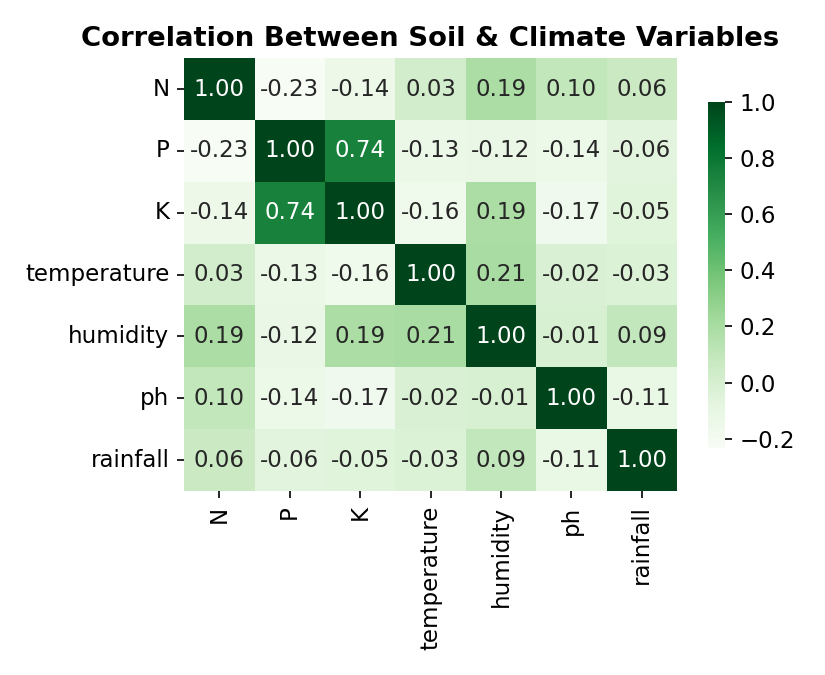 Correlation Between Soil & Climate Variables
N 1.00 -0.23 -0.14 0.03 0.19 0.10 0.06
P -0.23 1.00 0.74 -0.13 -0.12 -0.14 -0.06
K -0.14 0.74 1.00 -0.16 0.19 -0.17 -0.05
temperature 0.03 -0.13 -0.16 1.00 0.21 -0.02 -0.03
humidity 0.19 -0.12 0.19 0.21 1.00 -0.01 0.09
ph 0.10 -0.14 -0.17 -0.02 -0.01 1.00 -0.11
rainfall 0.06 -0.06 -0.05 -0.03 0.09 -0.11 1.00
N P K temperature humidity ph rainfall
1.0
0.8
0.6
0.4
0.2
0.0
−0.2